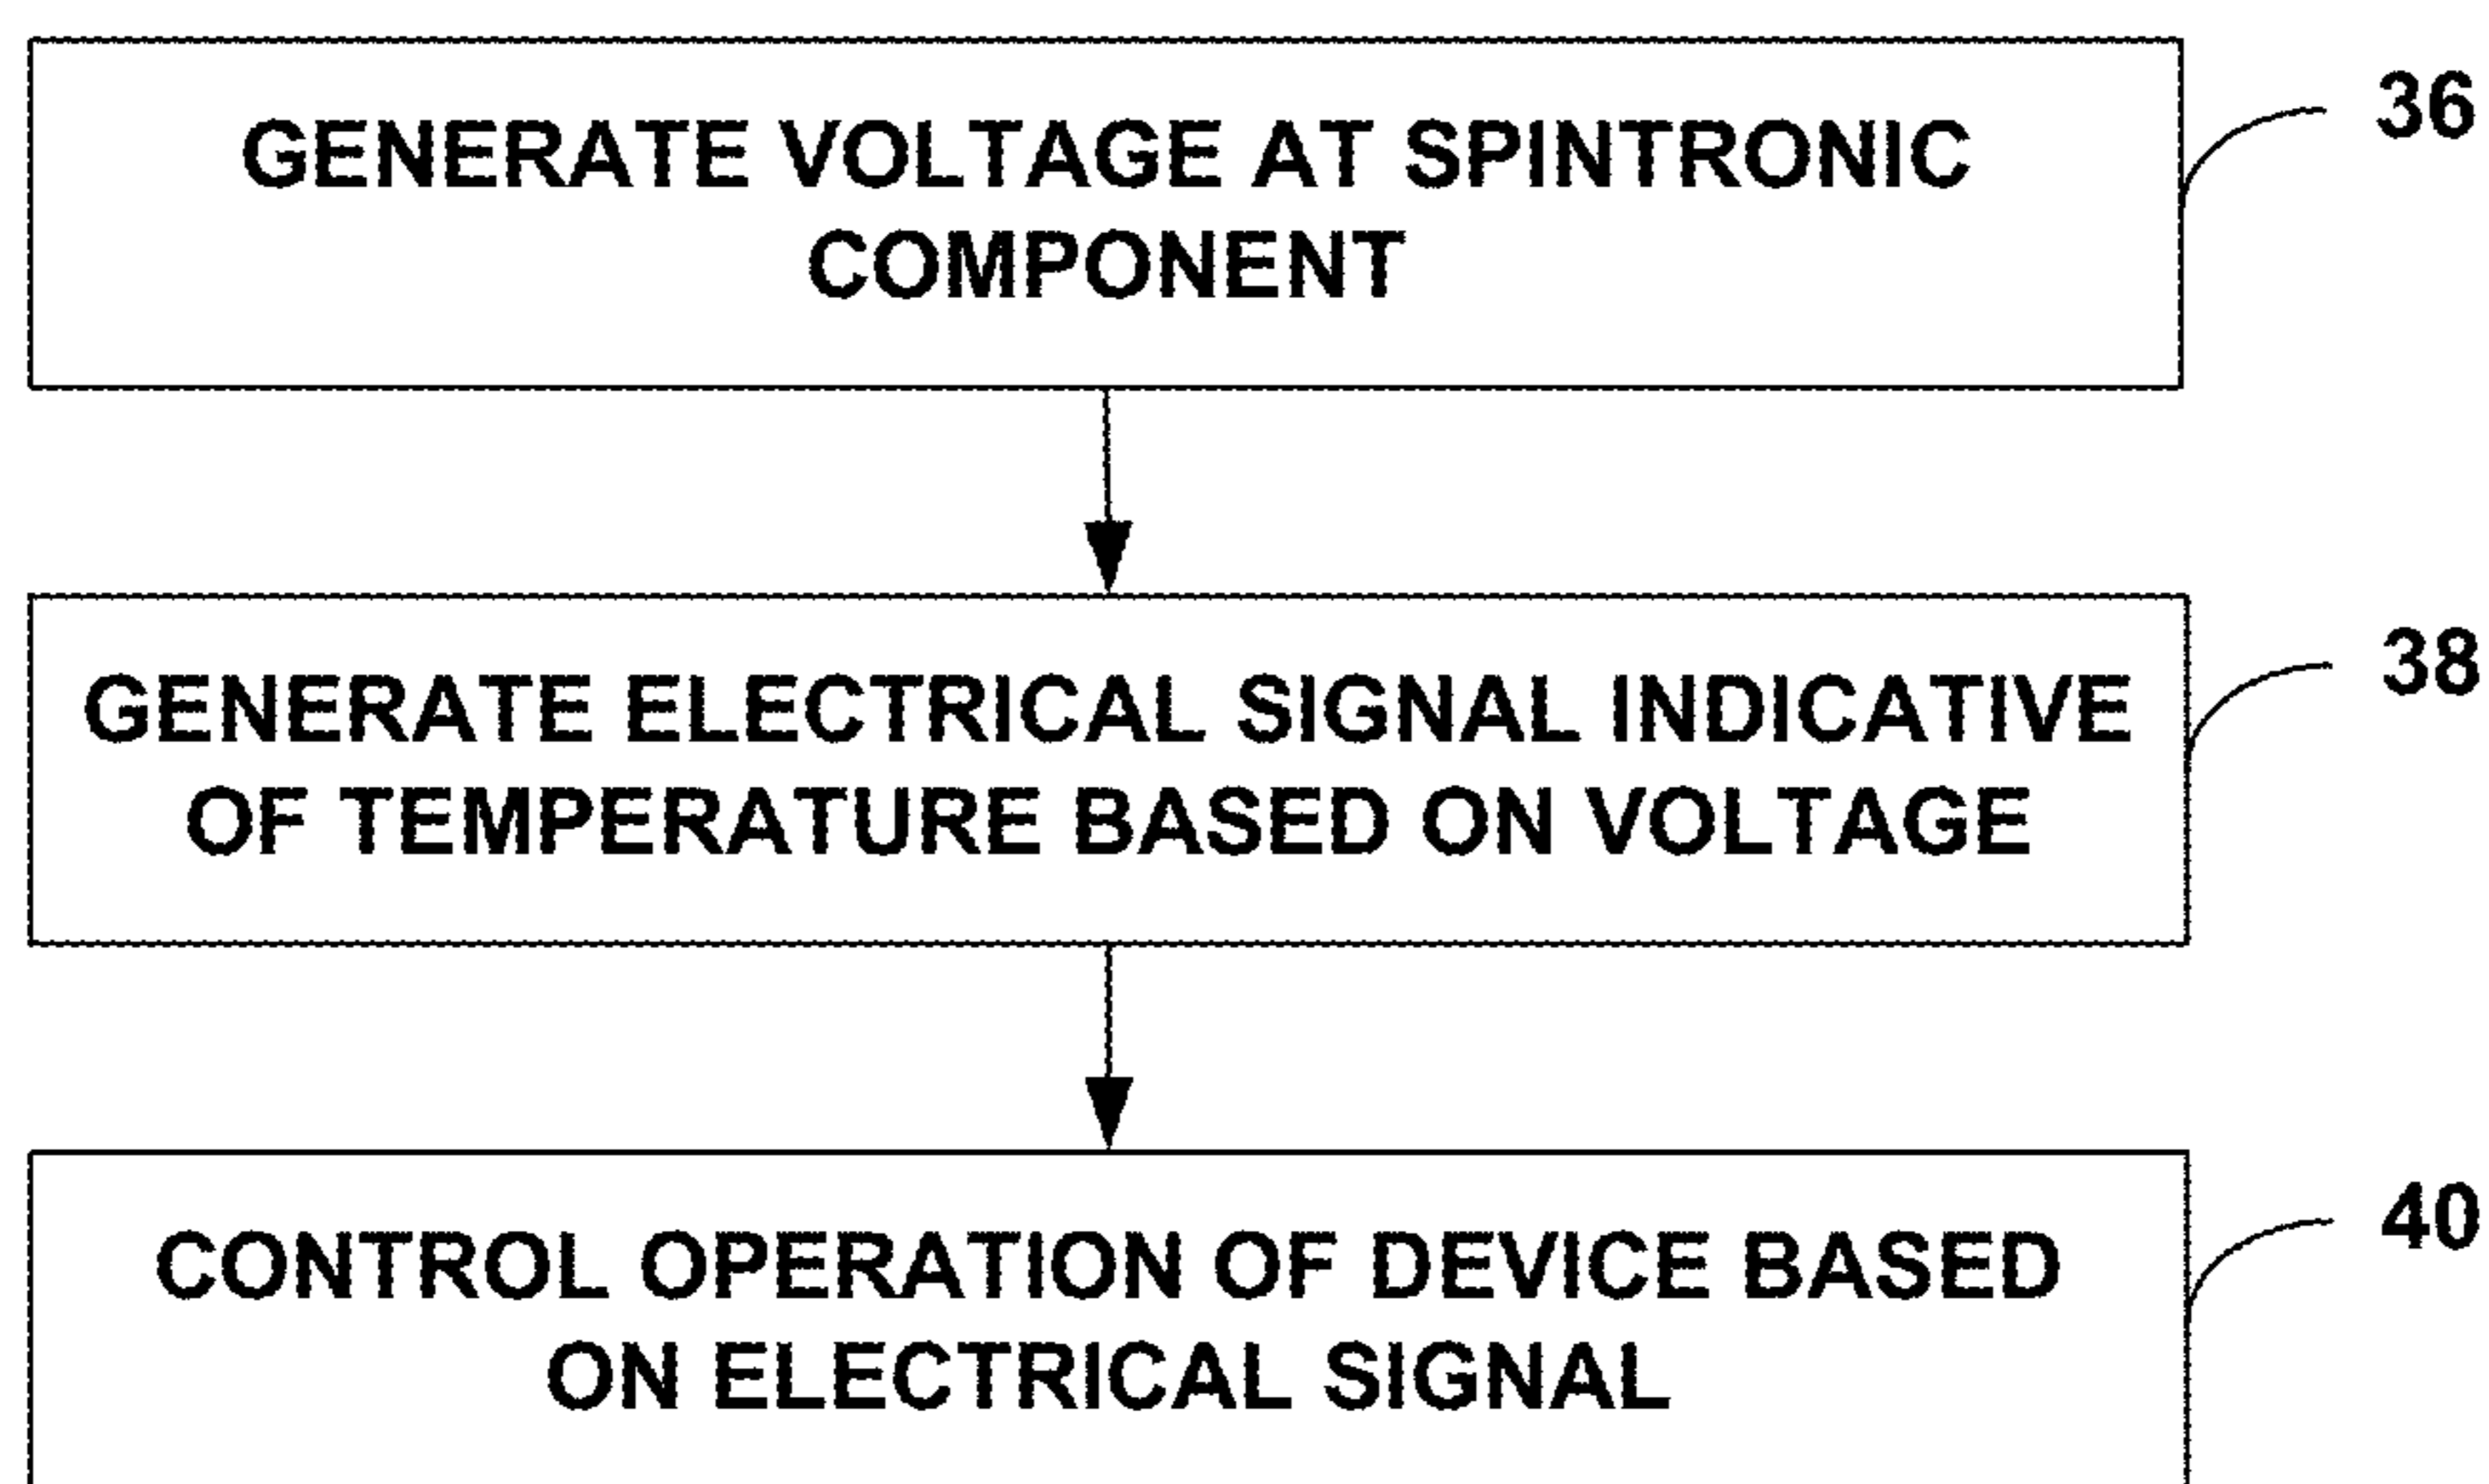 GENERATE VOLTAGE AT SPINTRONIC
COMPONENT
36
GENERATE ELECTRICAL SIGNAL INDICATIVE
OF TEMPERATURE BASED ON VOLTAGE
38
CONTROL OPERATION OF DEVICE BASED
ON ELECTRICAL SIGNAL
40